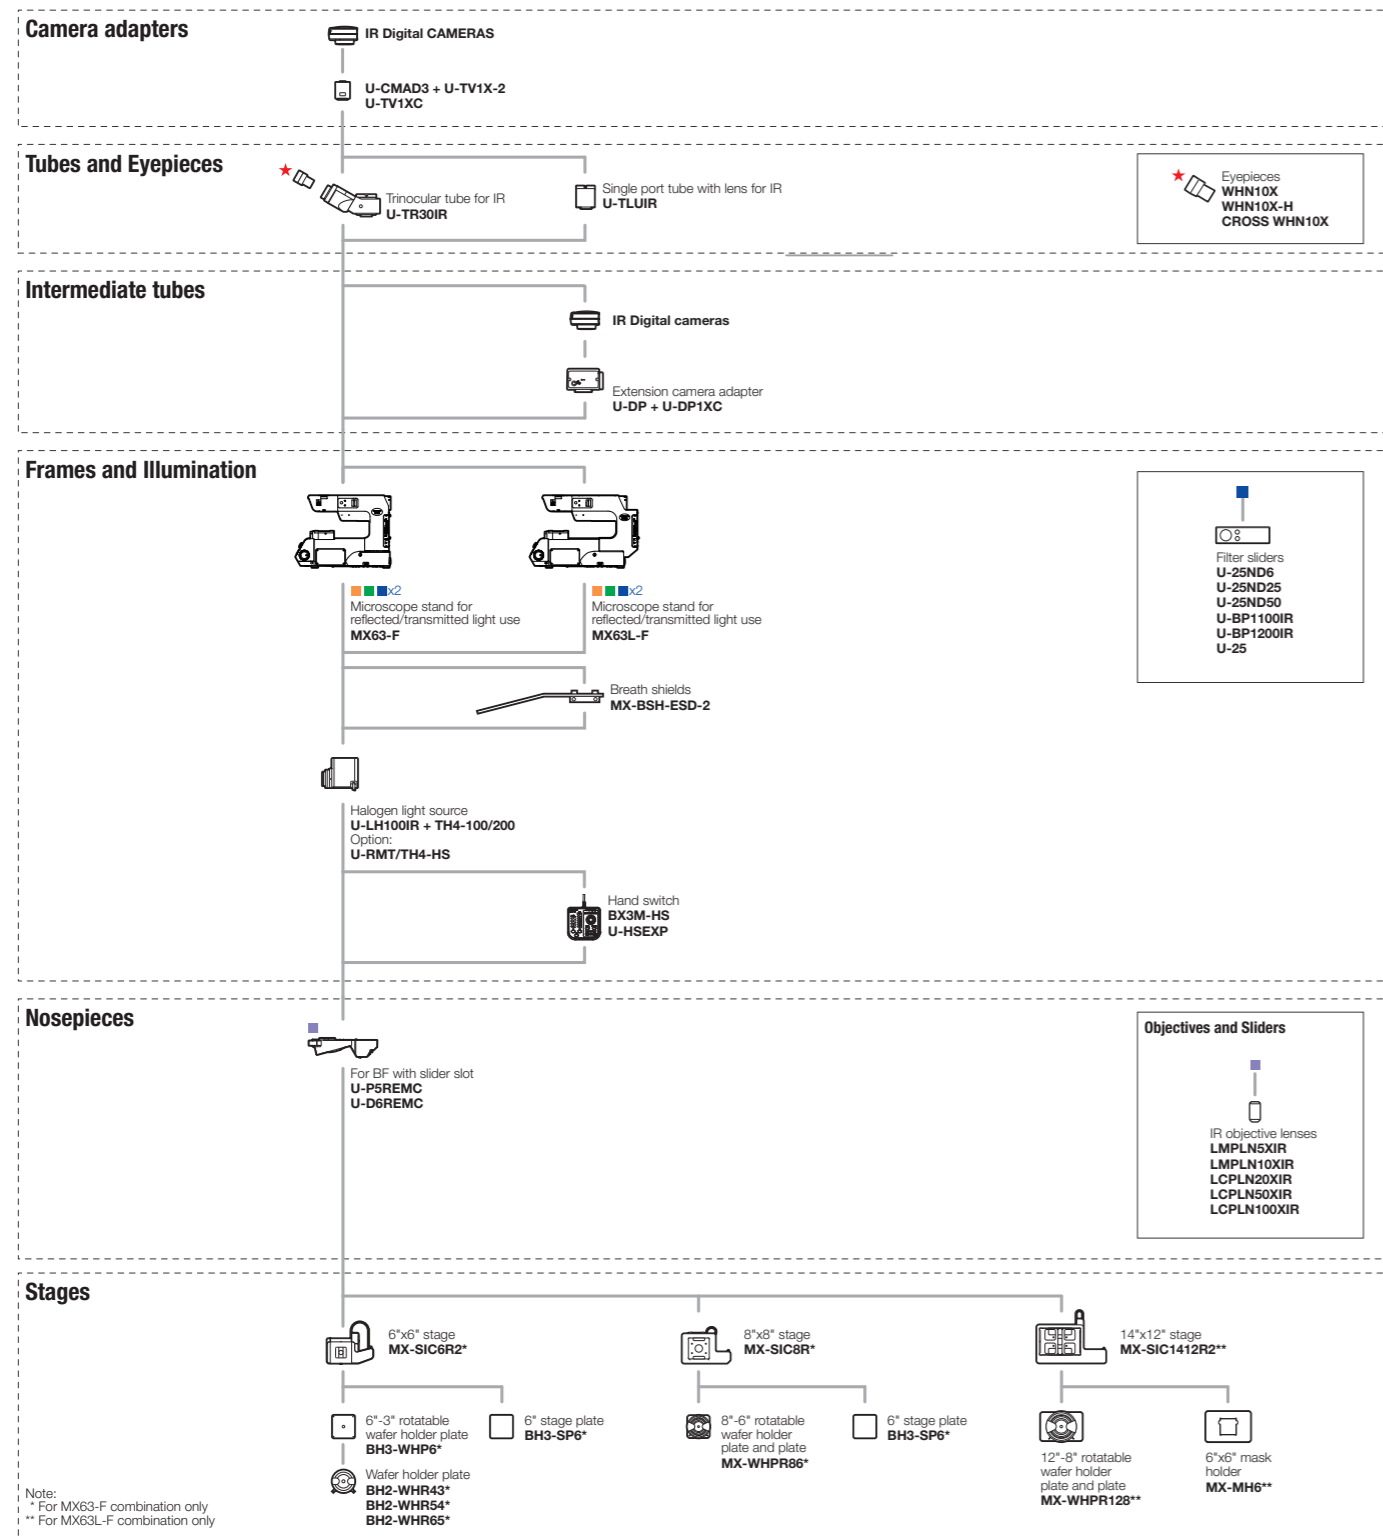 Camera adapters
IR Digital CAMERAS
U-CMAD3 + U-TV1X-2
U-TV1XC
Tubes and Eyepieces
Trinocular tube for IR
U-TR30IR
Single port tube with lens for IR
U-TLUIR
Eyepieces
WHN10X
WHN10X-H
CROSS WHN10X
Intermediate tubes
IR Digital cameras
Extension camera adapter
U-DP + U-DP1XC
Frames and Illumination
x2
Microscope stand for
reflected/transmitted light use
MX63-F
x2
Microscope stand for
reflected/transmitted light use
MX63L-F
Filter sliders
U-25ND6
U-25ND25
U-25ND50
U-BP1100IR
U-BP1200IR
U-25
Breath shields
MX-BSH-ESD-2
Halogen light source
U-LH100IR + TH4-100/200
Option:
U-RMT/TH4-HS
Hand switch
BX3M-HS
U-HSEXP
Nosepieces
For BF with slider slot
U-P5REMC
U-D6REMC
Objectives and Sliders
IR objective lenses
LMPLN5XIR
LMPLN10XIR
LCPLN20XIR
LCPLN50XIR
LCPLN100XIR
Stages
6"x6" stage
MX-SIC6R2*
8"x8" stage
MX-SIC8R*
14"x12" stage
MX-SIC1412R2**
6"-3" rotatable
wafer holder plate
BH3-WHP6*
6" stage plate
BH3-SP6*
8"-6" rotatable
wafer holder
plate and plate
MX-WHPR86*
6" stage plate
BH3-SP6*
12"-8" rotatable
wafer holder
plate and plate
MX-WHPR128**
6"x6" mask
holder
MX-MH6**
Wafer holder plate
BH2-WHR43*
BH2-WHR54*
BH2-WHR65*
Note:
* For MX63-F combination only
** For MX63L-F combination only